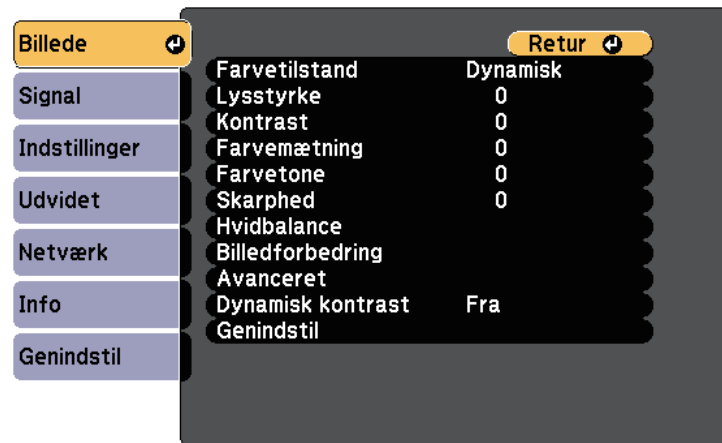 Billede
Signal
Indstillinger
Udvidet
Netværk
Info
Genindstil
Retur
Farvetilstand Dynamisk
Lysstyrke 0
Kontrast 0
Farvemætning 0
Farvetone 0
Skarphed 0
Hvidbalance
Billedforbedring
Avanceret
Dynamisk kontrast Fra
Genindstil